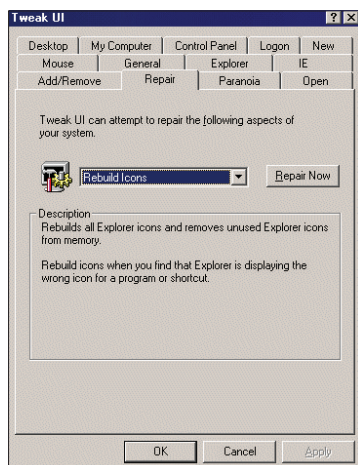 Tweak UI
Desktop My Computer Control Panel Logon New
Mouse General Explorer IE
Add/Remove Repair Paranoia Open
Tweak UI can attempt to repair the following aspects of
your system.
Rebuild Icons
Repair Now
Description
Rebuilds all Explorer icons and removes unused Explorer icons
from memory.
Rebuild icons when you find that Explorer is displaying the
wrong icon for a program or shortcut.
OK Cancel Apply